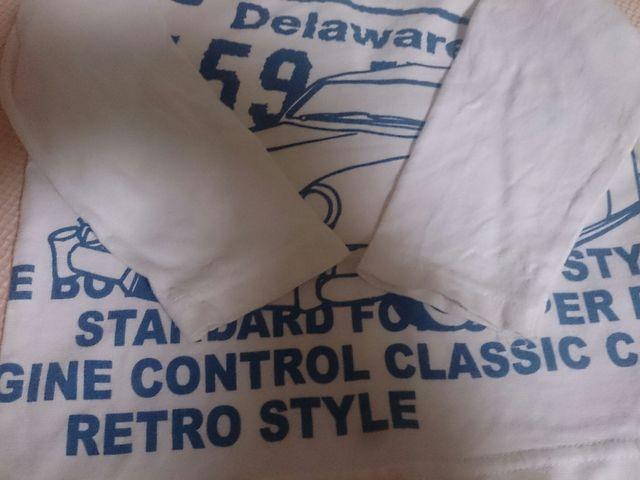 Delaware
59
STY
STANDARD FO PER
GINE CONTROL CLASSIC C
RETRO STYLE